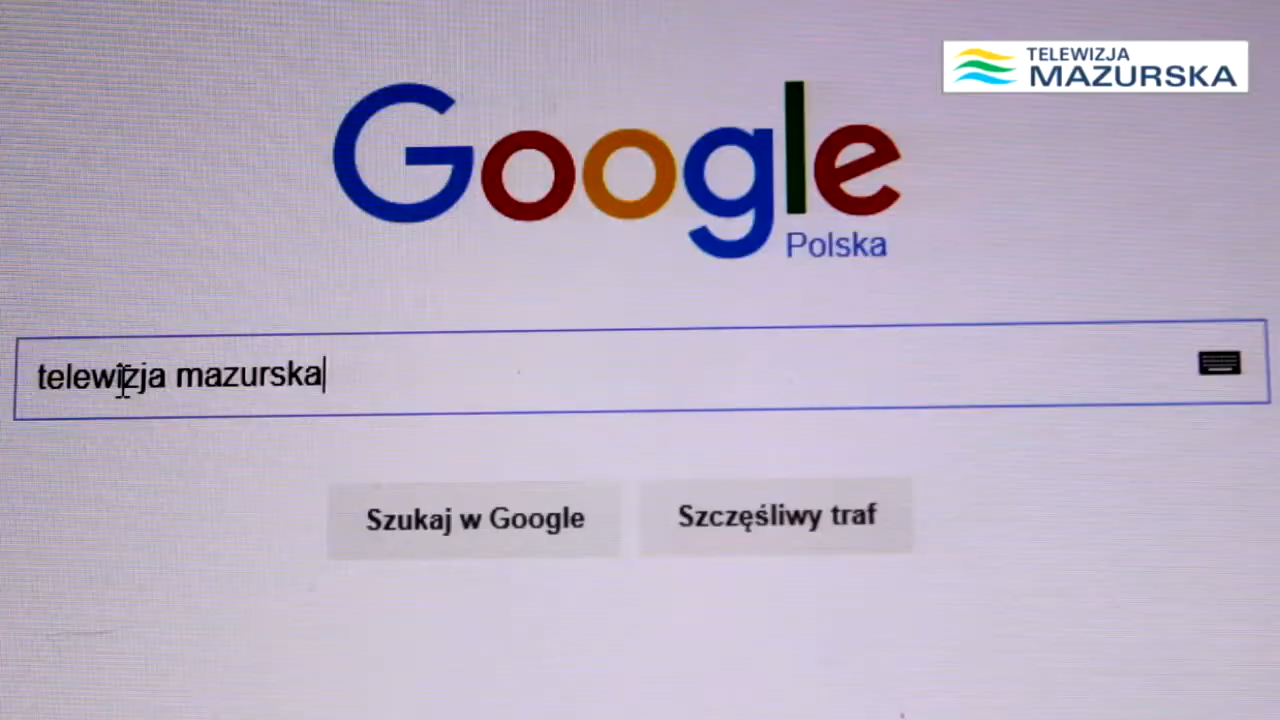 TELEWIZJA
MAZURSKA
Google
Polska
telewizja mazurska
Szukaj w Google
Szczęśliwy traf